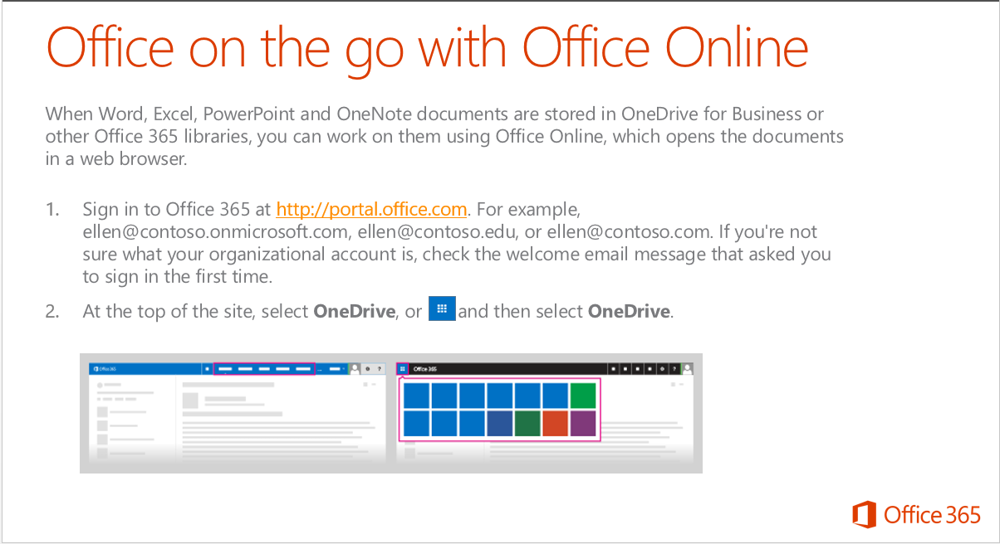 Office on the go with Office Online
When Word, Excel, PowerPoint and OneNote documents are stored in OneDrive for Business or
other Office 365 libraries, you can work on them using Office Online, which opens the documents
in a web browser.
1. Sign in to Office 365 at http://portal.office.com. For example,
ellen@contoso.onmicrosoft.com, ellen@contoso.edu, or ellen@contoso.com. If you're not
sure what your organizational account is, check the welcome email message that asked you
to sign in the first time.
2. At the top of the site, select OneDrive, or and then select OneDrive.
Office 365 ?
Office 365 ?
Office 365